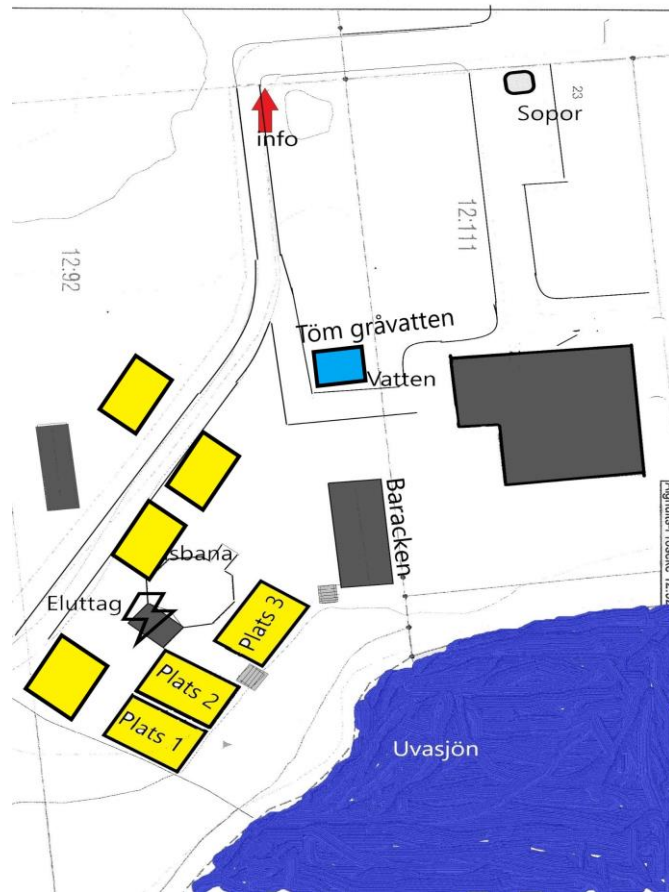 info
Sopor
23
12:111
12:92
Töm gråvatten
Vatten
Baracken
sbana
Eluttag
Plats 3
Plats 2
Plats 1
Uvasjön